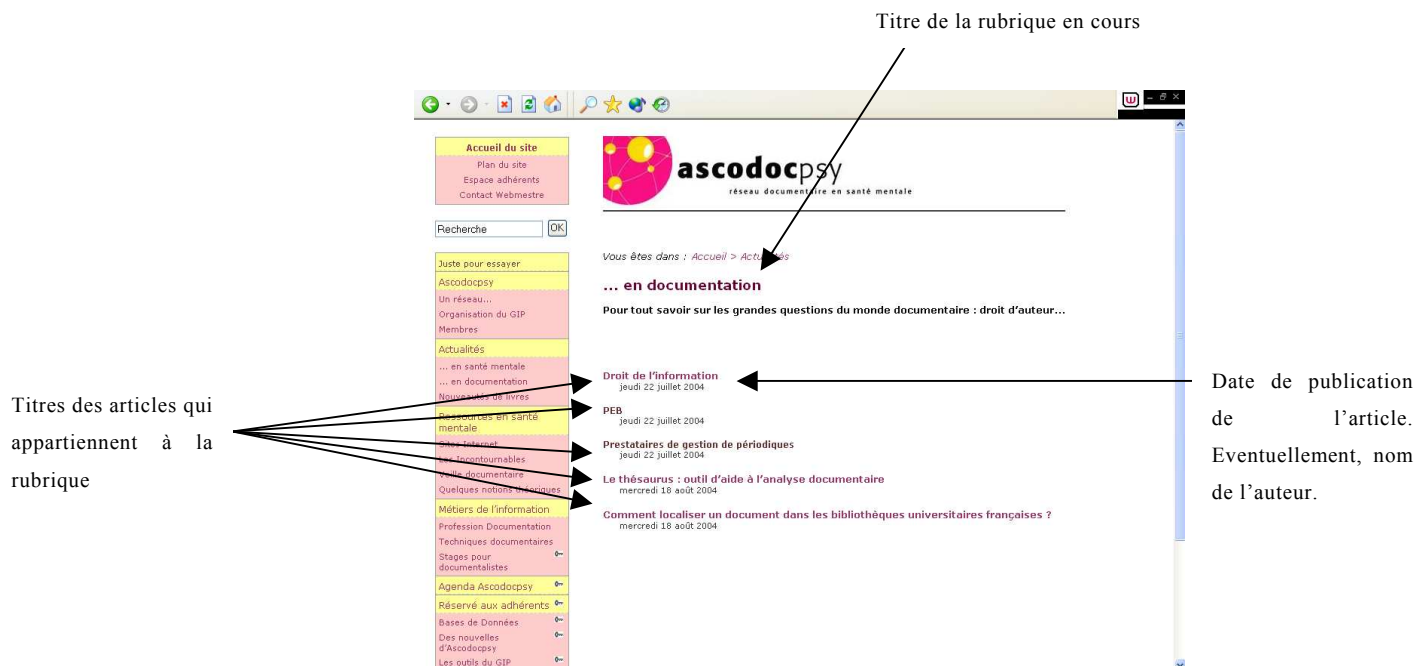 Titre de la rubrique en cours
Accueil du site
Plan du site
Espace adhérents
Contact Webmestre
ascodocpsy
réseau documentaire en santé mentale
Recherche
OK
Vous êtes dans : Accueil > Actualités
... en documentation
Pour tout savoir sur les grandes questions du monde documentaire : droit d'auteur...
Juste pour essayer
Ascodocpsy
Un réseau...
Organisation du GIP
Membres
Actualités
... en santé mentale
... en documentation
Nouveautés de livres
Ressources en santé
mentale
Sites Internet
Les Incontournables
Veille documentaire
Quelques notions théoriques
Métiers de l'information
Profession Documentation
Techniques documentaires
Stages pour
documentalistes
Agenda Ascodocpsy
Réservé aux adhérents
Bases de Données
Des nouvelles
d'Ascodocpsy
Les outils du GIP
Droit de l'information
jeudi 22 juillet 2004
PEB
jeudi 22 juillet 2004
Prestataires de gestion de périodiques
jeudi 22 juillet 2004
Le thésaurus : outil d'aide à l'analyse documentaire
mercredi 18 août 2004
Comment localiser un document dans les bibliothèques universitaires françaises ?
mercredi 18 août 2004
Titres des articles qui
appartiennent à la
rubrique
Date de publication
de l'article.
Eventuellement, nom
de l'auteur.